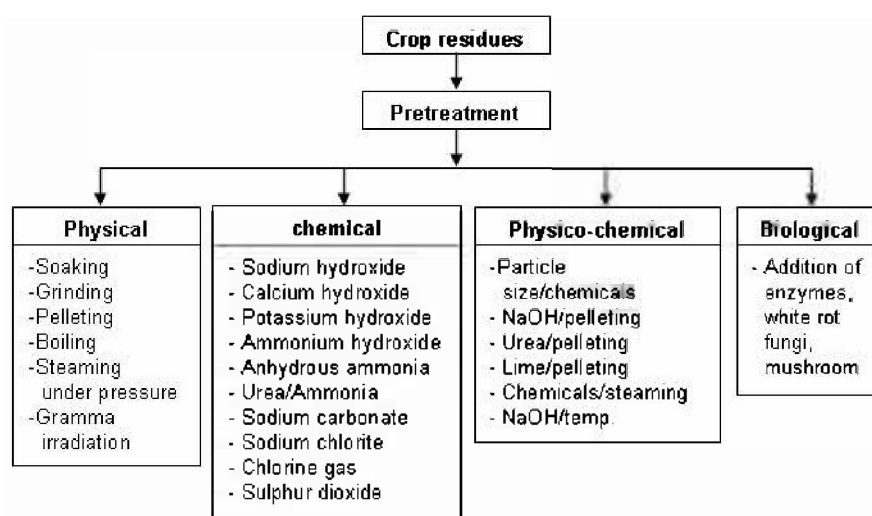 Crop residues
Pretreatment
Physical
-Soaking
-Grinding
-Pelleting
-Boiling
-Steaming
under pressure
-Gramma
irradiation
chemical
- Sodium hydroxide
- Calcium hydroxide
- Potassium hydroxide
- Ammonium hydroxide
- Anhydrous ammonia
- Urea/Ammonia
- Sodium carbonate
- Sodium chlorite
- Chlorine gas
- Sulphur dioxide
Physico-chemical
-Particle
size/chemicals
- NaOH/pelleting
- Urea/pelleting
- Lime/pelleting
- Chemicals/steaming
- NaOH/temp.
Biological
- Addition of
enzymes,
white rot
fungi,
mushroom